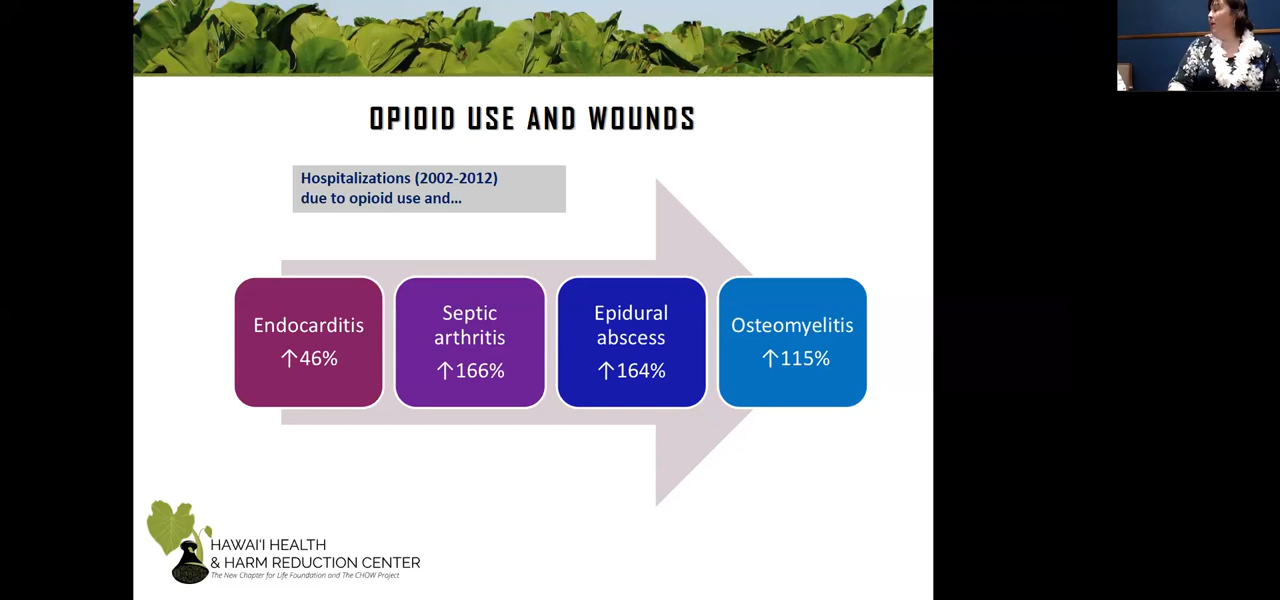 OPIOID USE AND WOUNDS
Hospitalizations (2002-2012)
due to opioid use and...
Endocarditis
↑46%
Septic
arthritis
↑166%
Epidural
abscess
↑164%
Osteomyelitis
↑115%
HAWAI'I HEALTH
& HARM REDUCTION CENTER
The New Chapter for Life Foundation and The CHOW Project